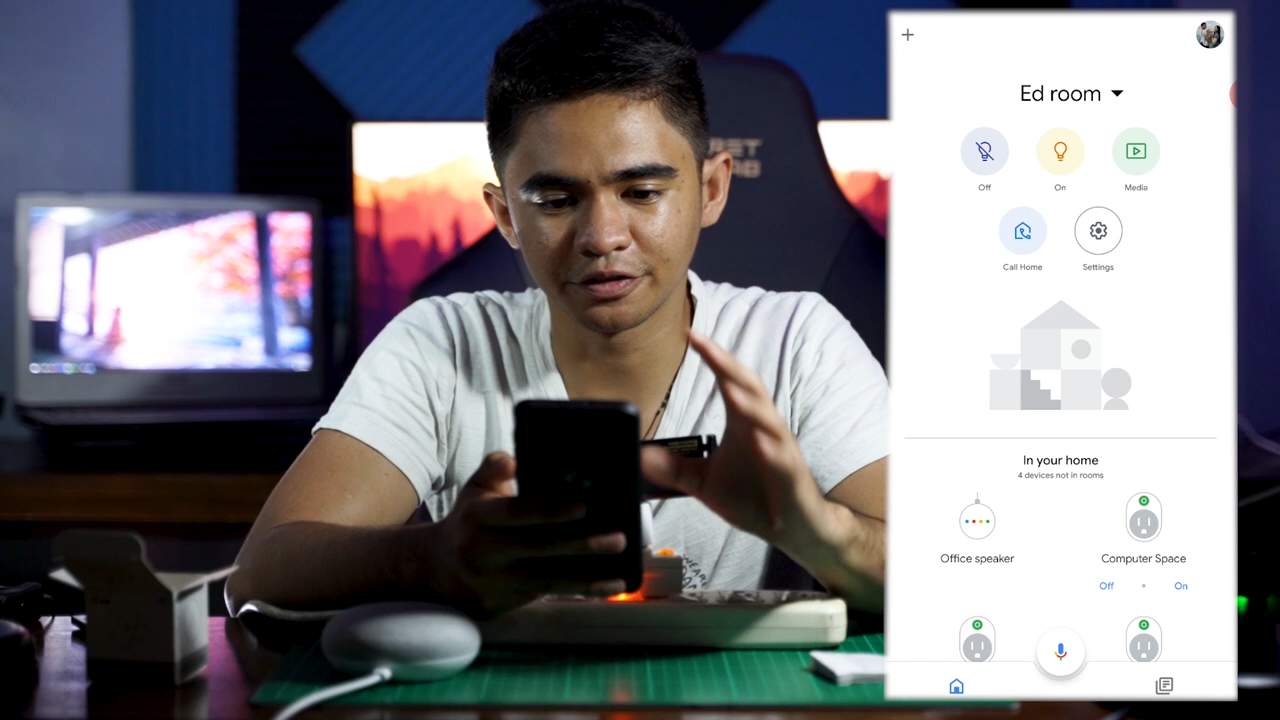 Ed room
Off On Media
Call Home Settings
In your home
4 devices not in rooms
Office speaker Computer Space
Off On